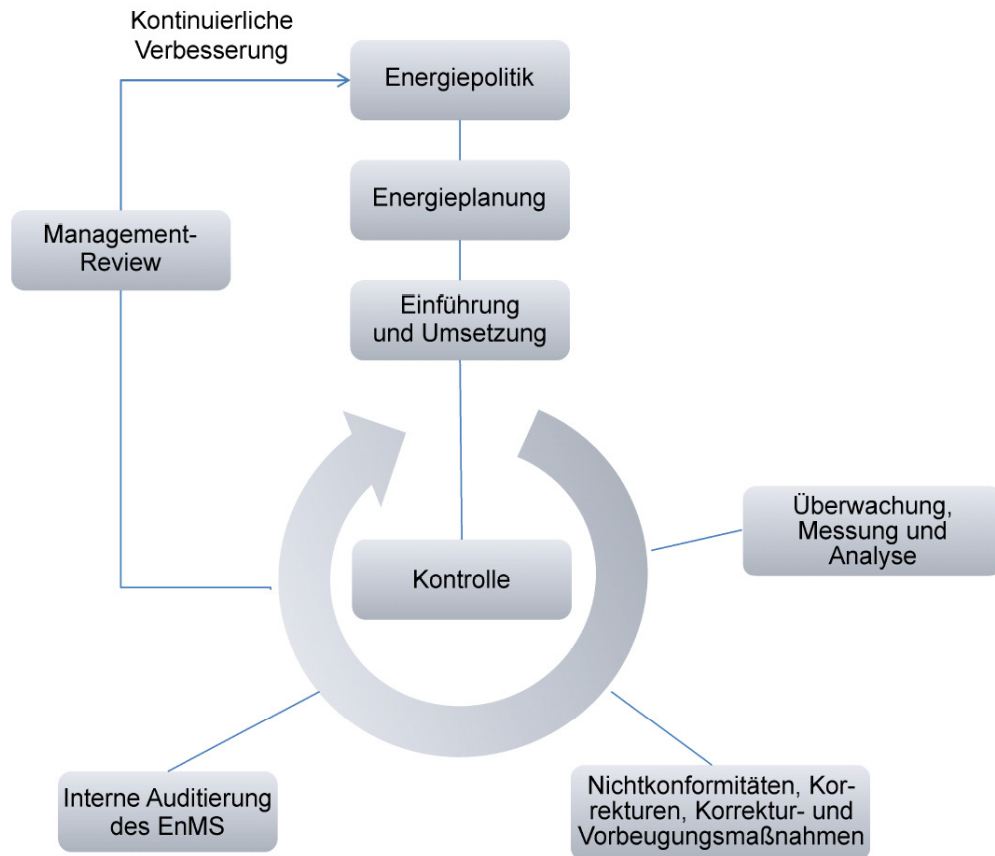 Kontinuierliche
Verbesserung
Energiepolitik
Energieplanung
Management-
Review
Einführung
und Umsetzung
Überwachung,
Messung und
Analyse
Kontrolle
Interne Auditierung
des EnMS
Nichtkonformitäten, Kor-
rekturen, Korrektur- und
Vorbeugungsmaßnahmen